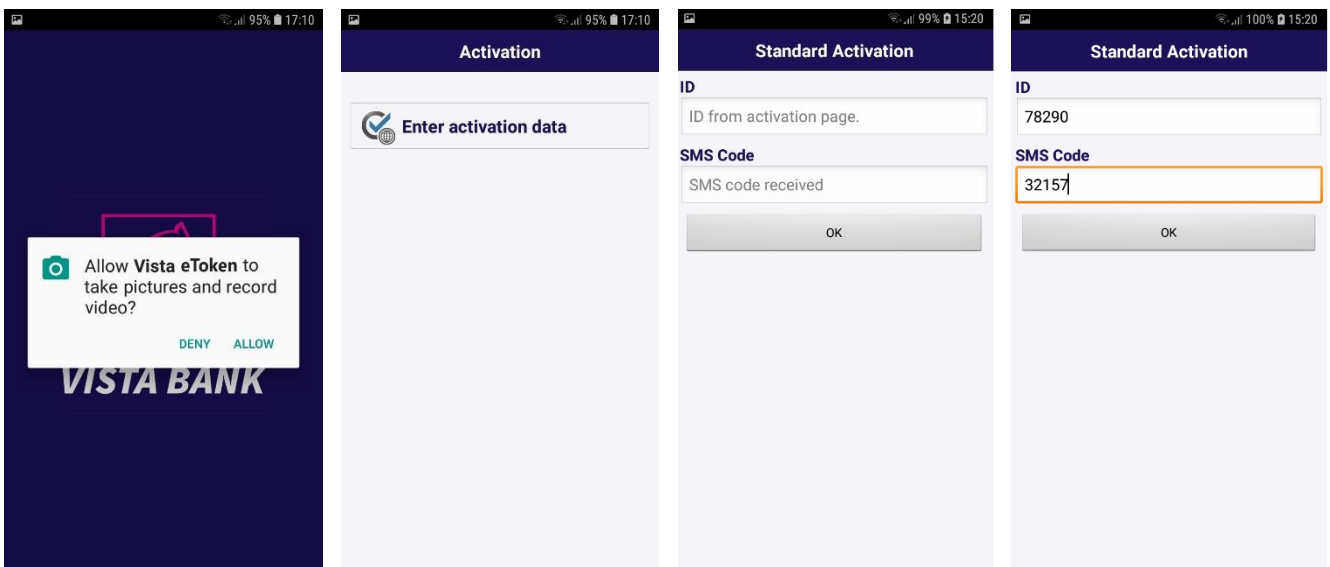 95% 17:10
Allow Vista eToken to
take pictures and record
video?
DENY ALLOW
VISTA BANK
95% 17:10
Activation
Enter activation data
99% 15:20
Standard Activation
ID
ID from activation page.
SMS Code
SMS code received
OK
100% 15:20
Standard Activation
ID
78290
SMS Code
32157
OK